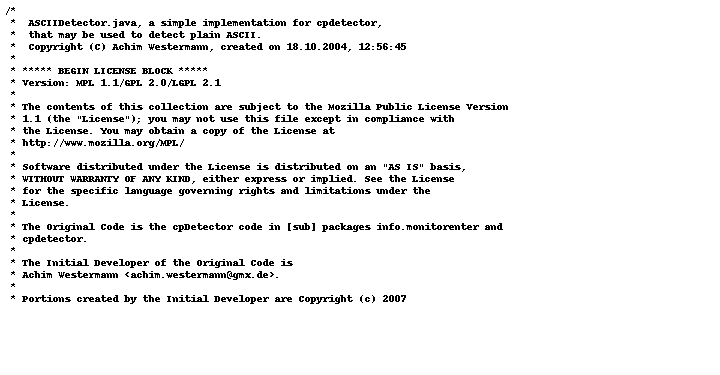 /*
 *  ASCIIDetector.java, a simple implementation for cpdetector,
 *  that may be used to detect plain ASCII.
 *  Copyright (C) Achim Westermann, created on 18.10.2004, 12:56:45
 *
 * ***** BEGIN LICENSE BLOCK *****
 * Version: MPL 1.1/GPL 2.0/LGPL 2.1
 *
 * The contents of this collection are subject to the Mozilla Public License Version
 * 1.1 (the "License"); you may not use this file except in compliance with
 * the License. You may obtain a copy of the License at
 * http://www.mozilla.org/MPL/
 *
 * Software distributed under the License is distributed on an "AS IS" basis,
 * WITHOUT WARRANTY OF ANY KIND, either express or implied. See the License
 * for the specific language governing rights and limitations under the
 * License.
 *
 * The Original Code is the cpDetector code in [sub] packages info.monitorenter and
 * cpdetector.
 *
 * The Initial Developer of the Original Code is
 * Achim Westermann <achim.westermann@gmx.de>.
 *
 * Portions created by the Initial Developer are Copyright (c) 2007